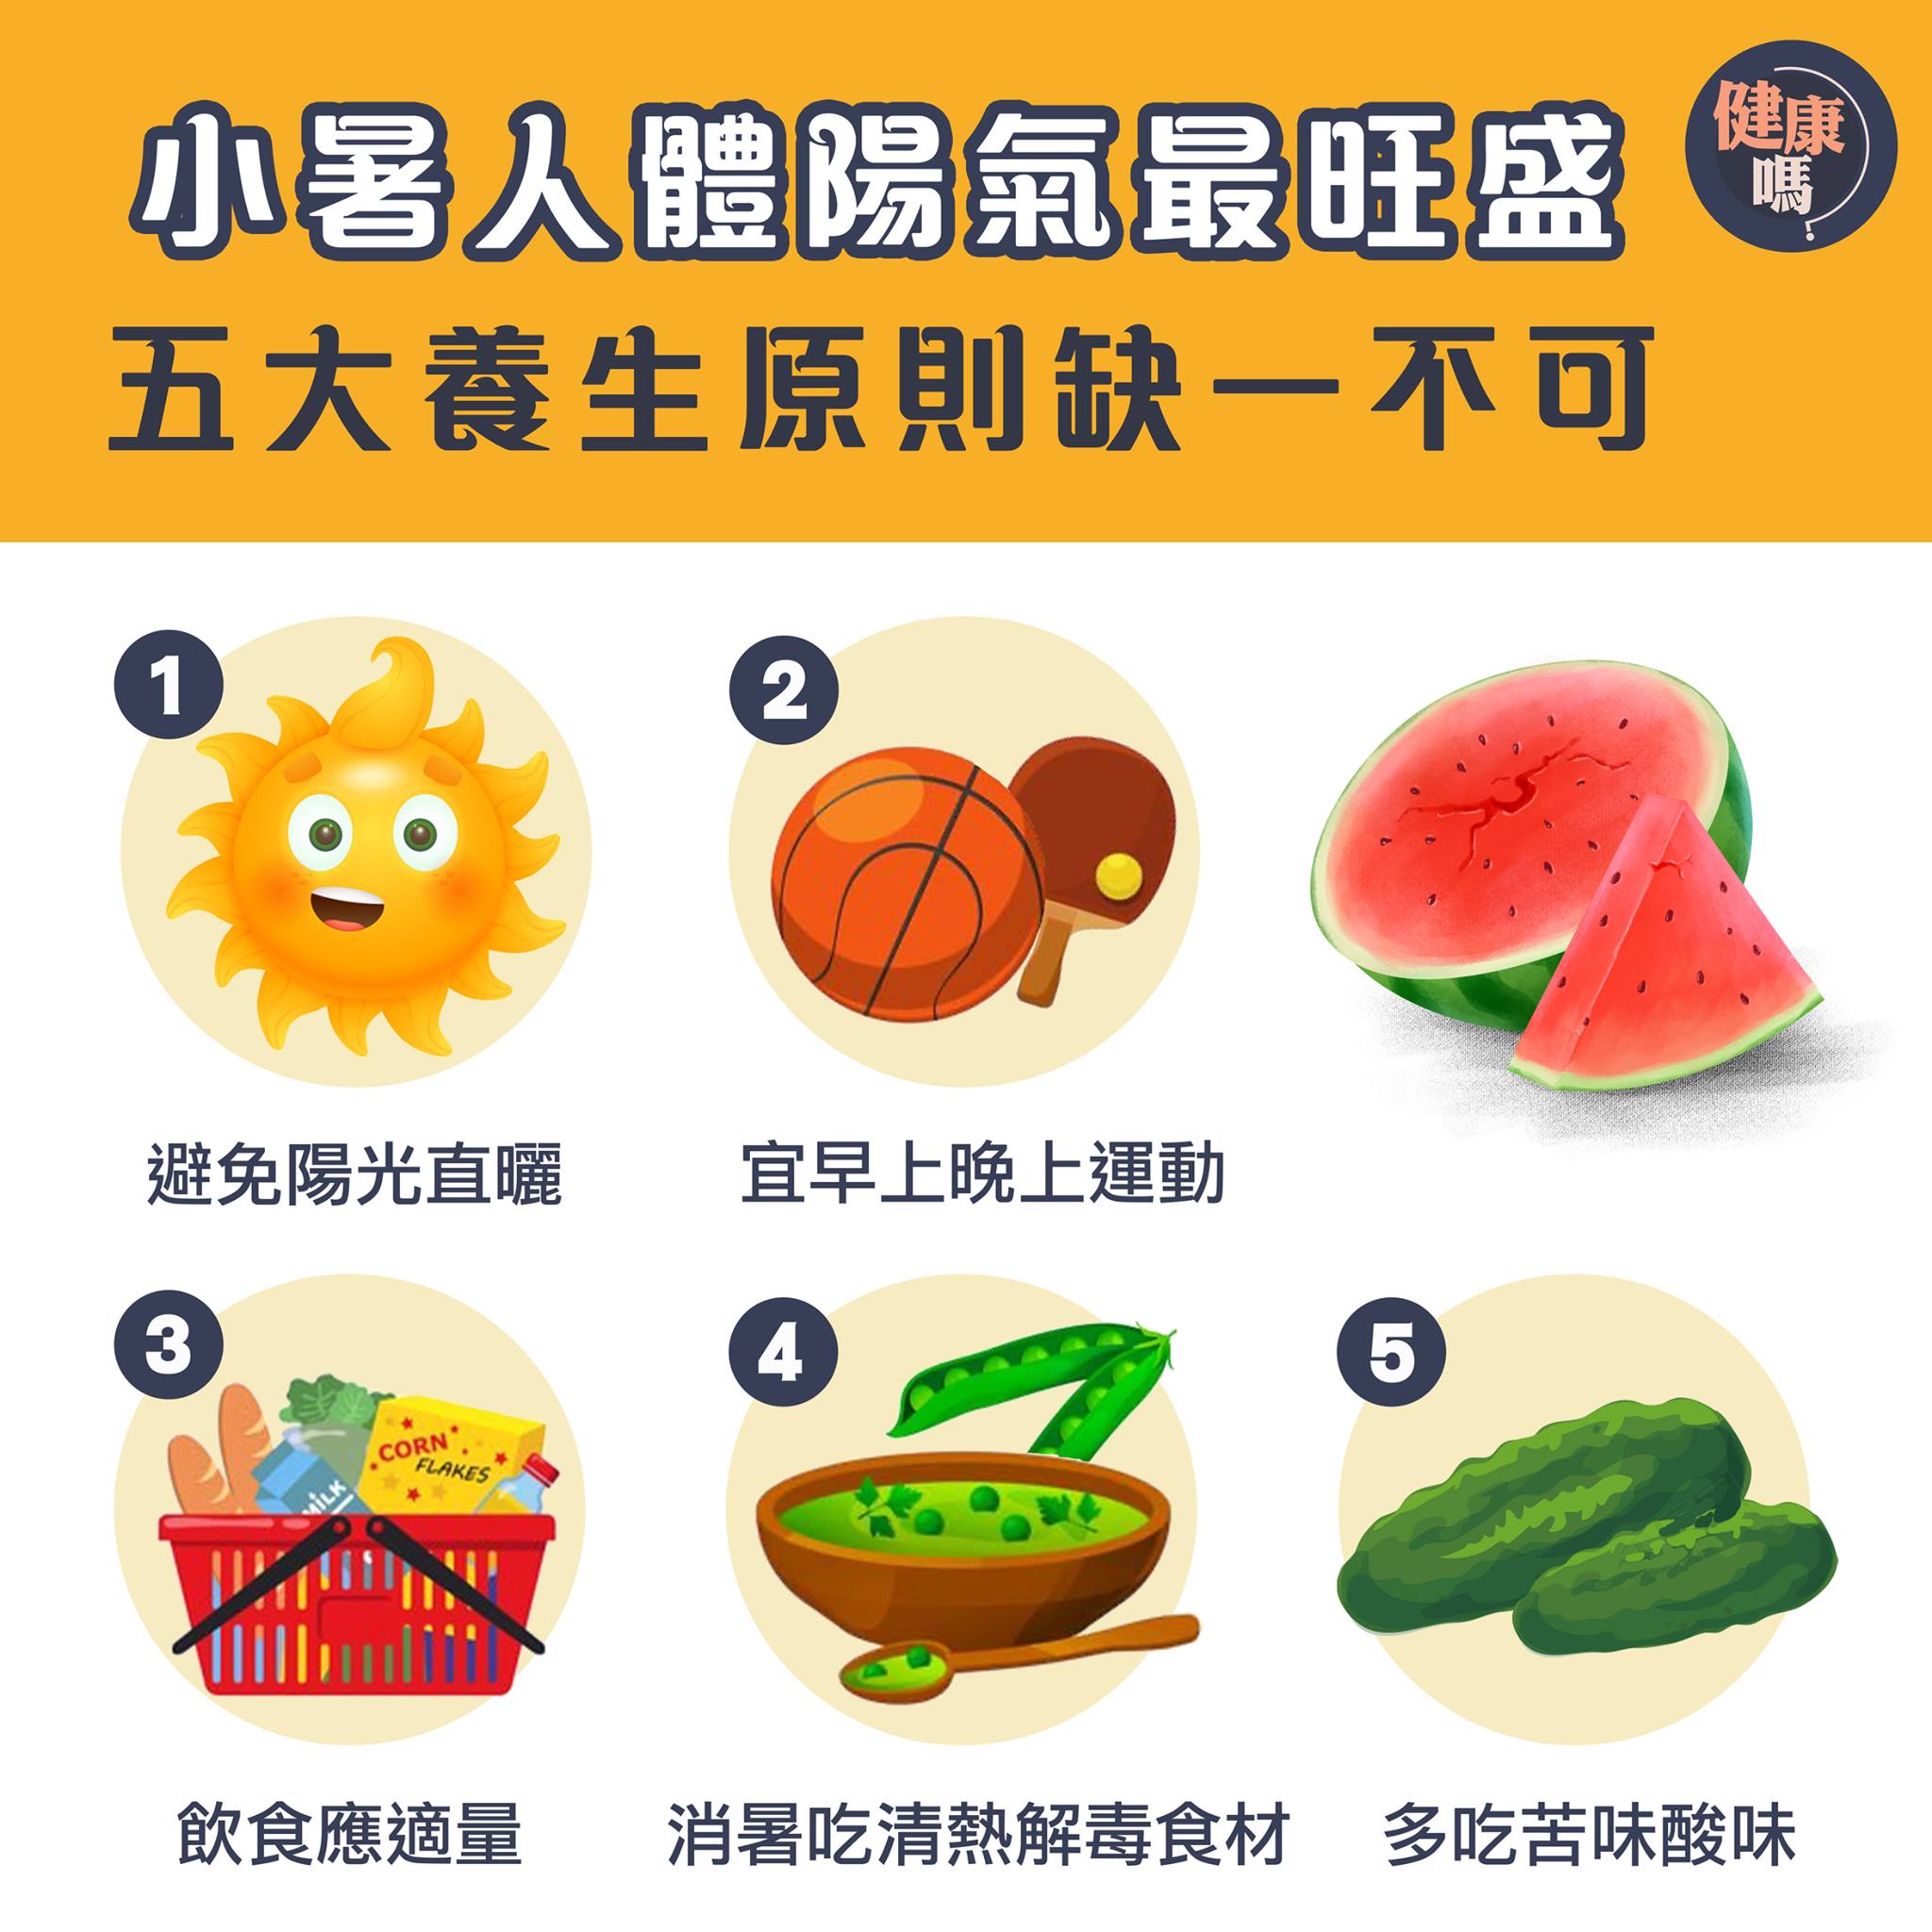 小暑人體陽氣最旺盛
健康
嗎?
五大養生原則缺一不可
1
2
避免陽光直曬
宜早上晚上運動
3
4
5
CORN
FLAKES
MILK
飲食應適量
消暑吃清熱解毒食材
多吃苦味酸味